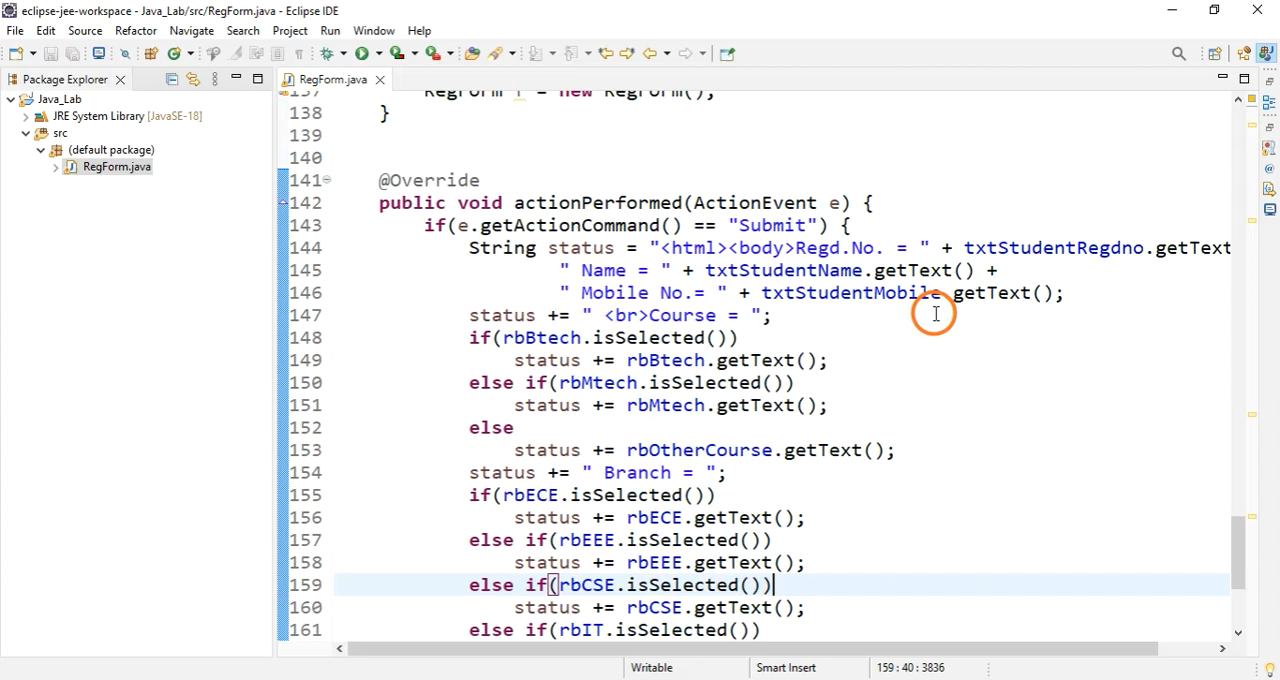 eclipse-jee-workspace - Java_Lab/src/RegForm.java - Eclipse IDE
File Edit Source Refactor Navigate Search Project Run Window Help
Package Explorer
RegForm.java
Java_Lab
JRE System Library [JavaSE-18]
src
(default package)
RegForm.java
137 RegForm f = new RegForm();
138 }
139
140
141 @Override
142 public void actionPerformed(ActionEvent e) {
143 if(e.getActionCommand() == "Submit") {
144 String status = "<html><body>Regd.No. = " + txtStudentRegdno.getText
145 " Name = " + txtStudentName.getText() +
146 " Mobile No.= " + txtStudentMobile.getText();
147 status += " <br>Course = ";
148 if(rbBtech.isSelected())
149 status += rbBtech.getText();
150 else if(rbMtech.isSelected())
151 status += rbMtech.getText();
152 else
153 status += rbOtherCourse.getText();
154 status += " Branch = ";
155 if(rbECE.isSelected())
156 status += rbECE.getText();
157 else if(rbEEE.isSelected())
158 status += rbEEE.getText();
159 else if(rbCSE.isSelected())
160 status += rbCSE.getText();
161 else if(rbIT.isSelected())
Writable Smart Insert 159 : 40 : 3836